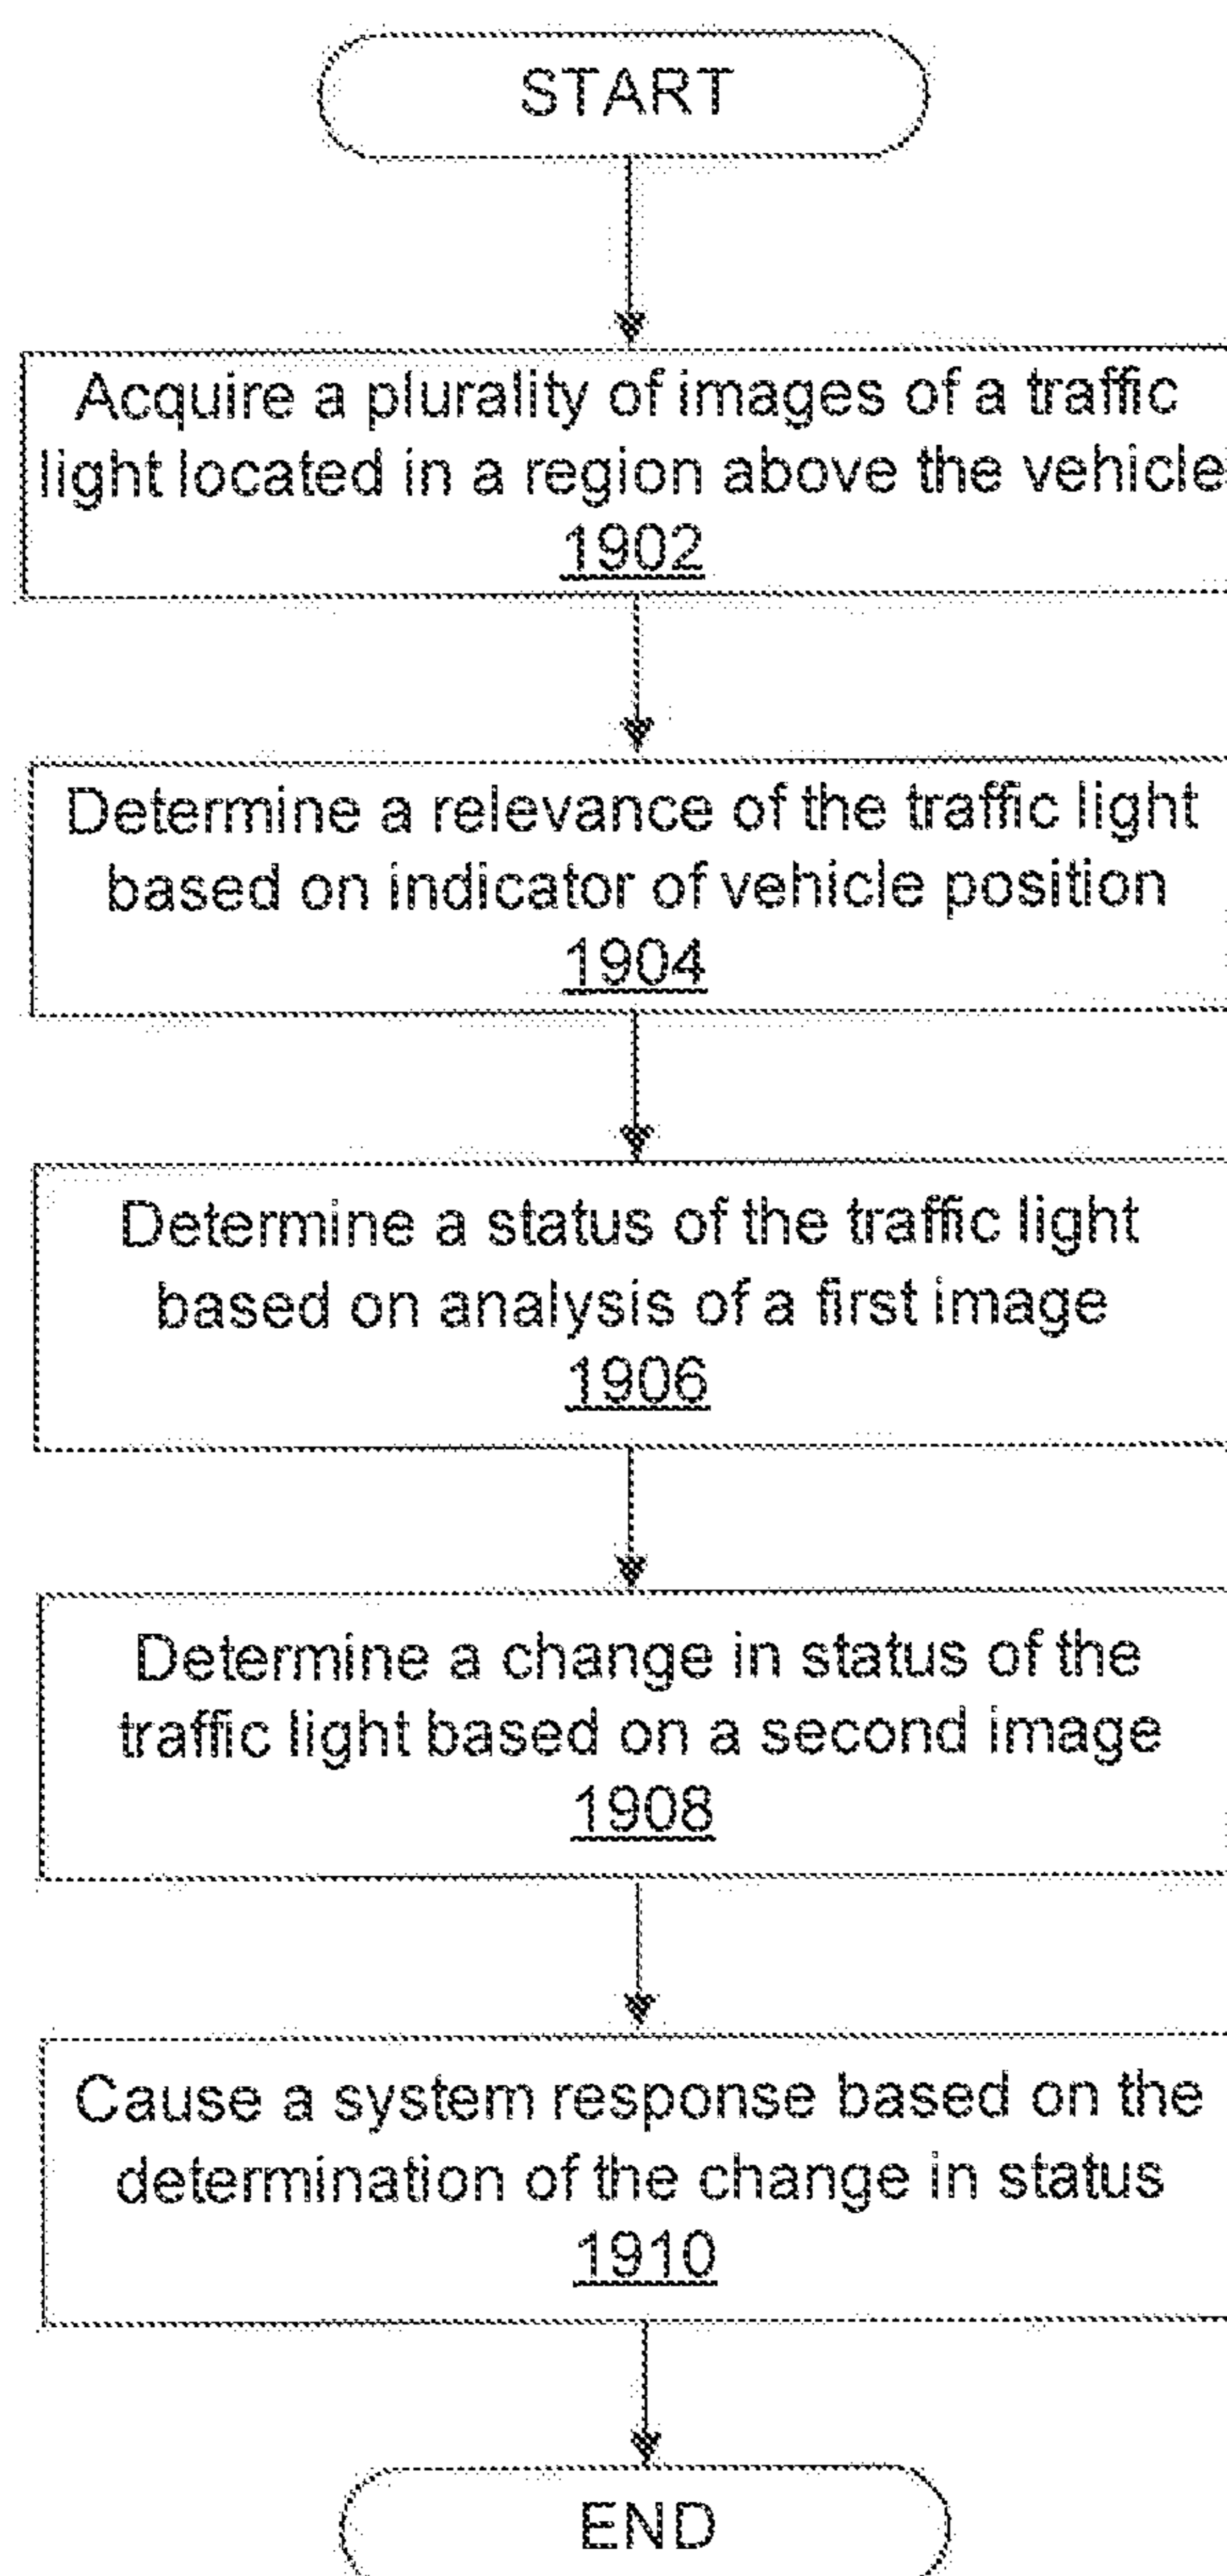 START
Acquire a plurality of images of a traffic
light located in a region above the vehicle
1902
Determine a relevance of the traffic light
based on indicator of vehicle position
1904
Determine a status of the traffic light
based on analysis of a first image
1906
Determine a change in status of the
traffic light based on a second image
1908
Cause a system response based on the
determination of the change in status
1910
END